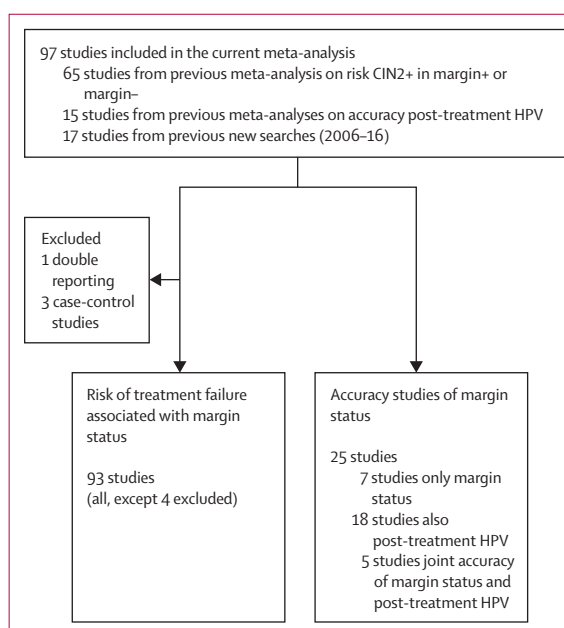 97 studies included in the current meta-analysis
65 studies from previous meta-analysis on risk CIN2+ in margin+ or
margin–
15 studies from previous meta-analyses on accuracy post-treatment HPV
17 studies from previous new searches (2006–16)
Excluded
1 double
reporting
3 case-control
studies
Risk of treatment failure
associated with margin
status
93 studies
(all, except 4 excluded)
Accuracy studies of margin
status
25 studies
7 studies only margin
status
18 studies also
post-treatment HPV
5 studies joint accuracy
of margin status and
post-treatment HPV